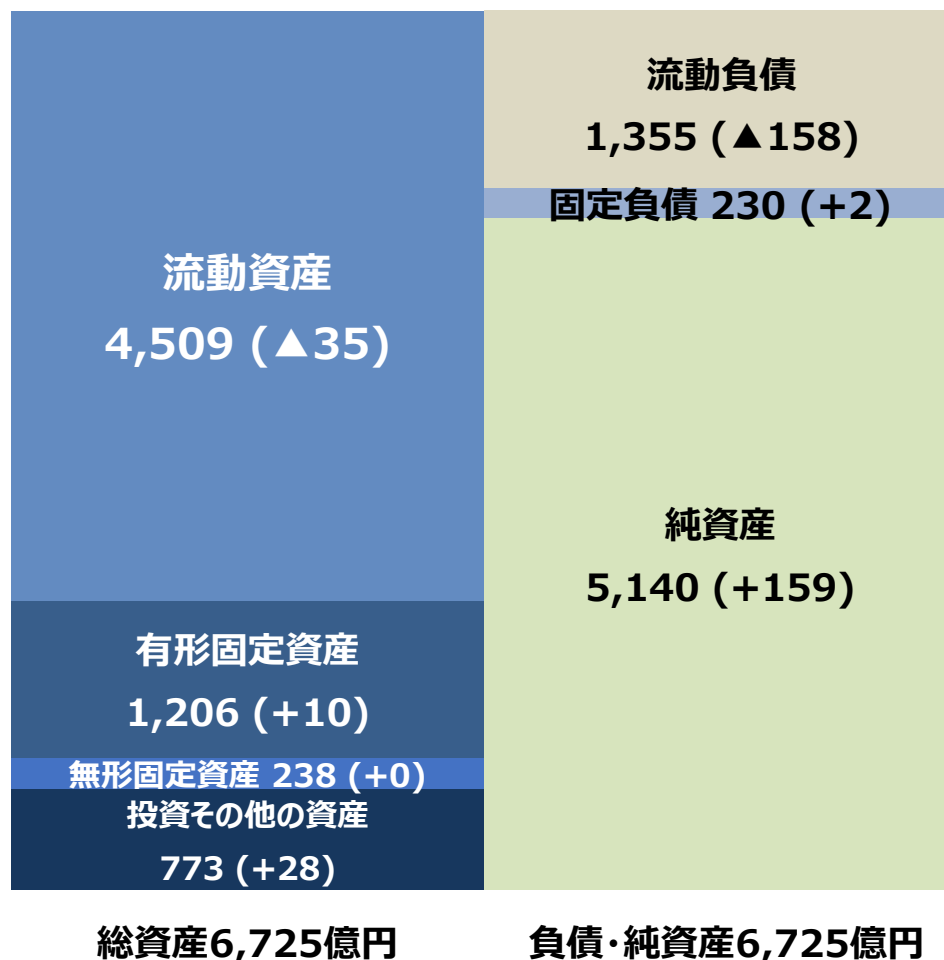 流動資産
4,509 (▲35)
有形固定資産
1,206 (+10)
無形固定資産 238 (+0)
投資その他の資産
773 (+28)
総資産6,725億円
流動負債
1,355 (▲158)
固定負債 230 (+2)
純資産
5,140 (+159)
負債・純資産6,725億円